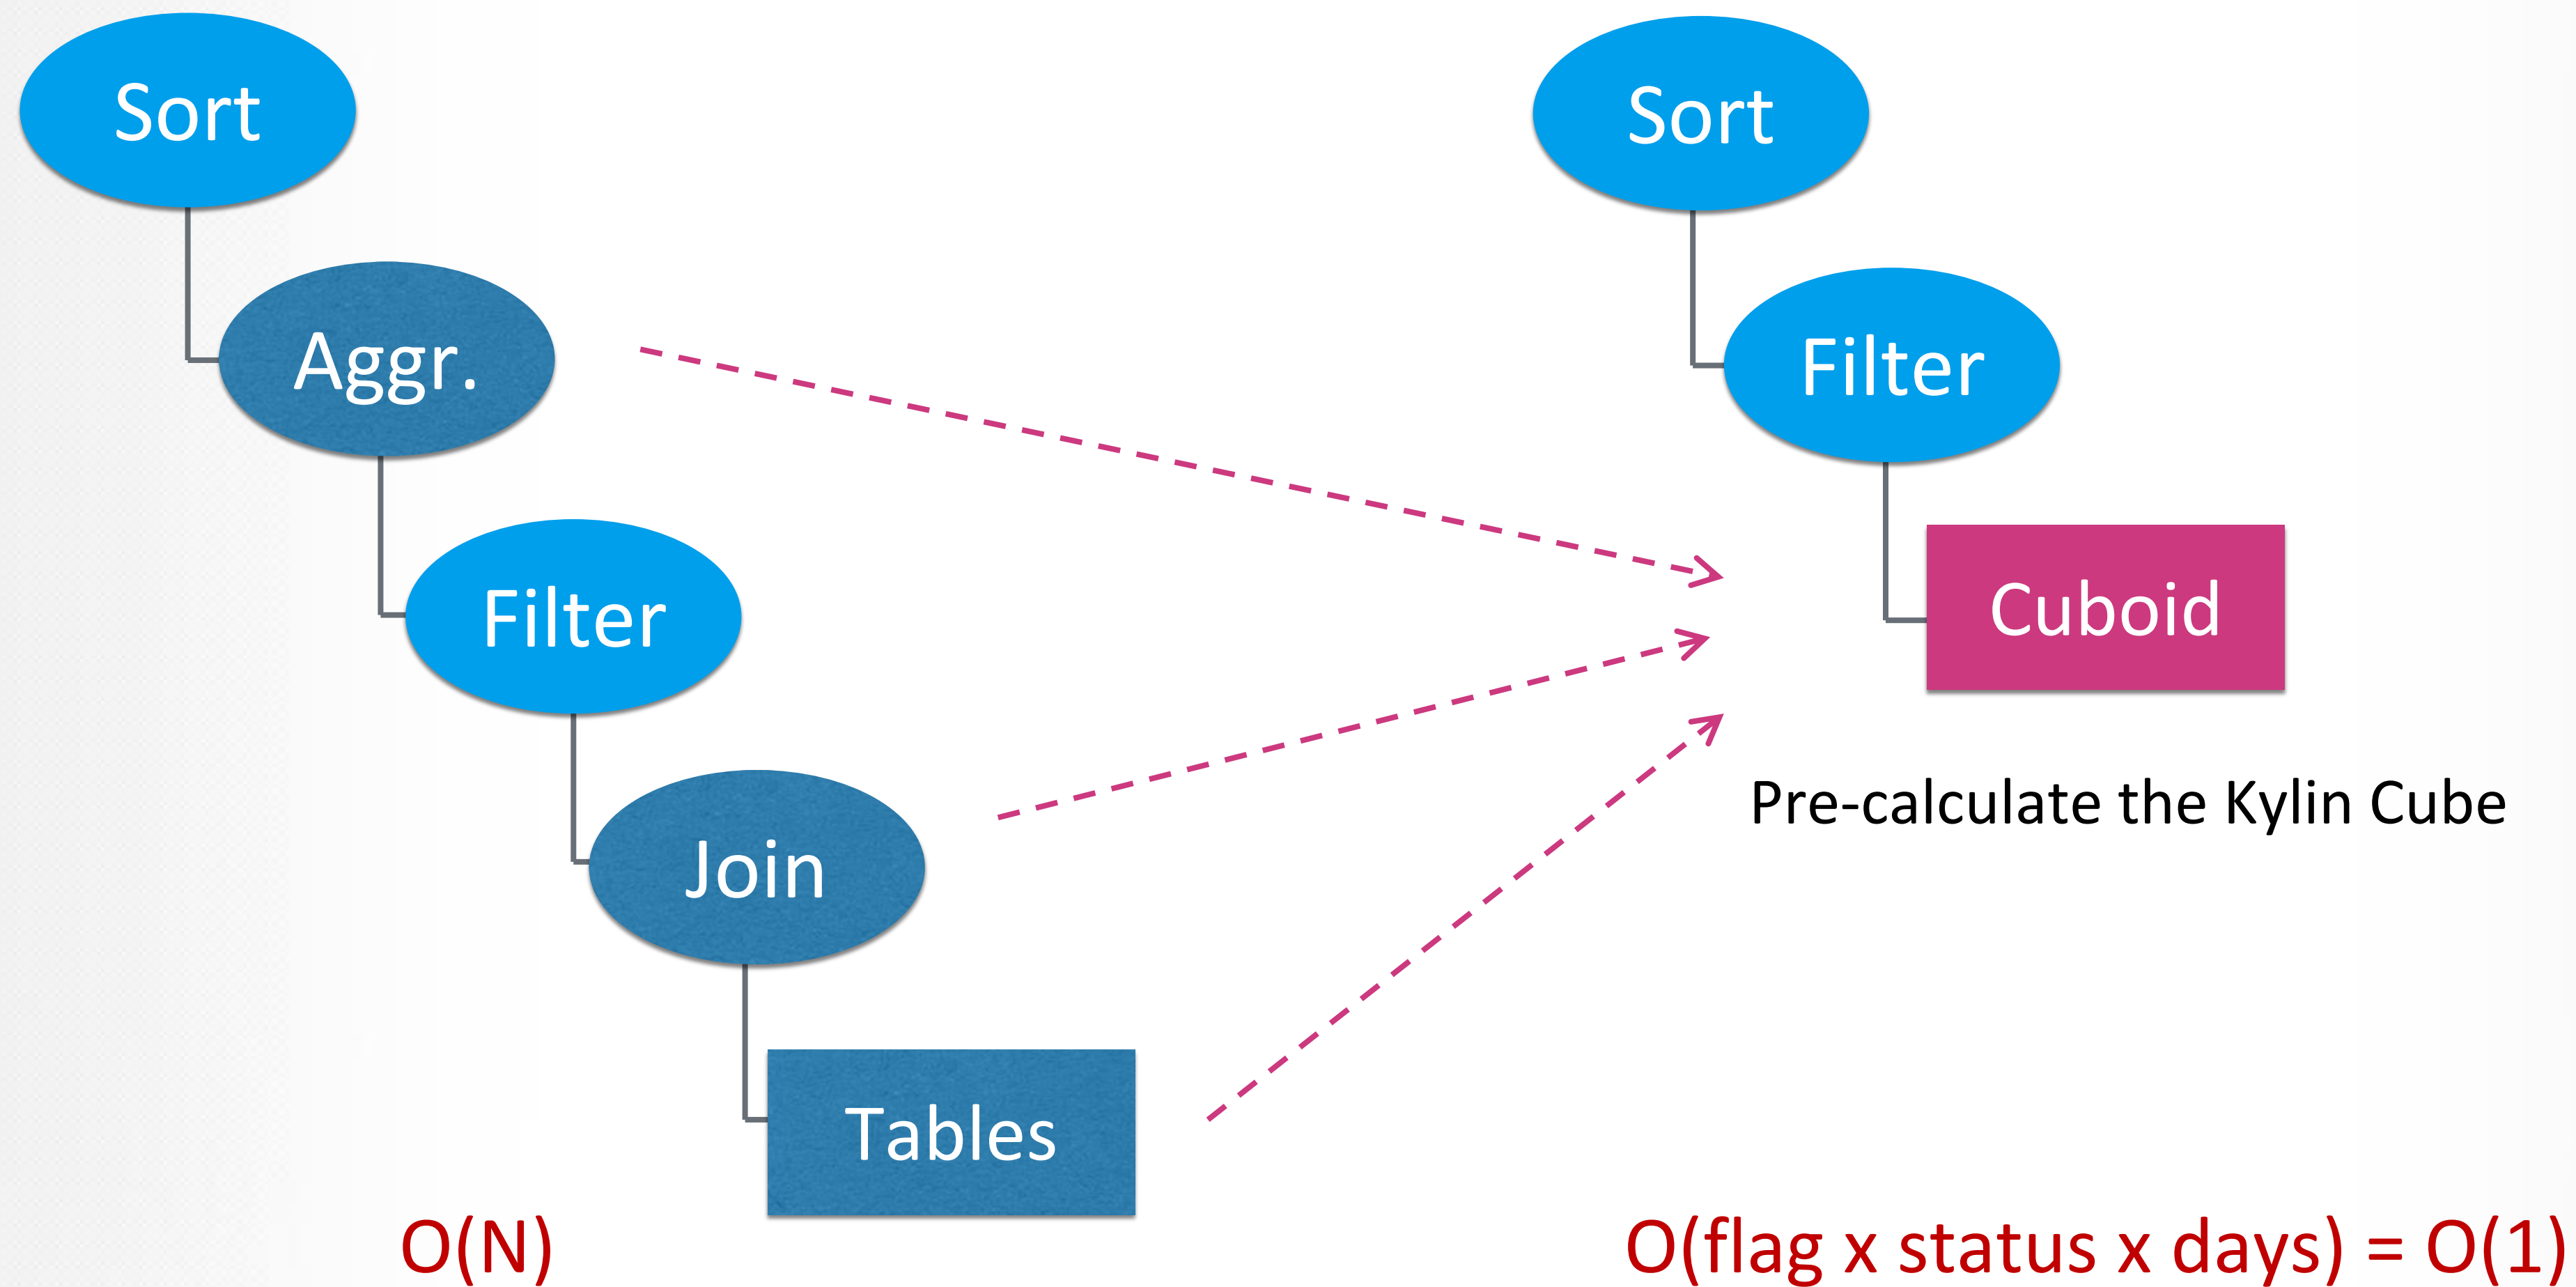 Sort
Aggr.
Filter
Join
Tables
O(N)
Sort
Filter
Cuboid
Pre-calculate the Kylin Cube
O(flag x status x days) = O(1)